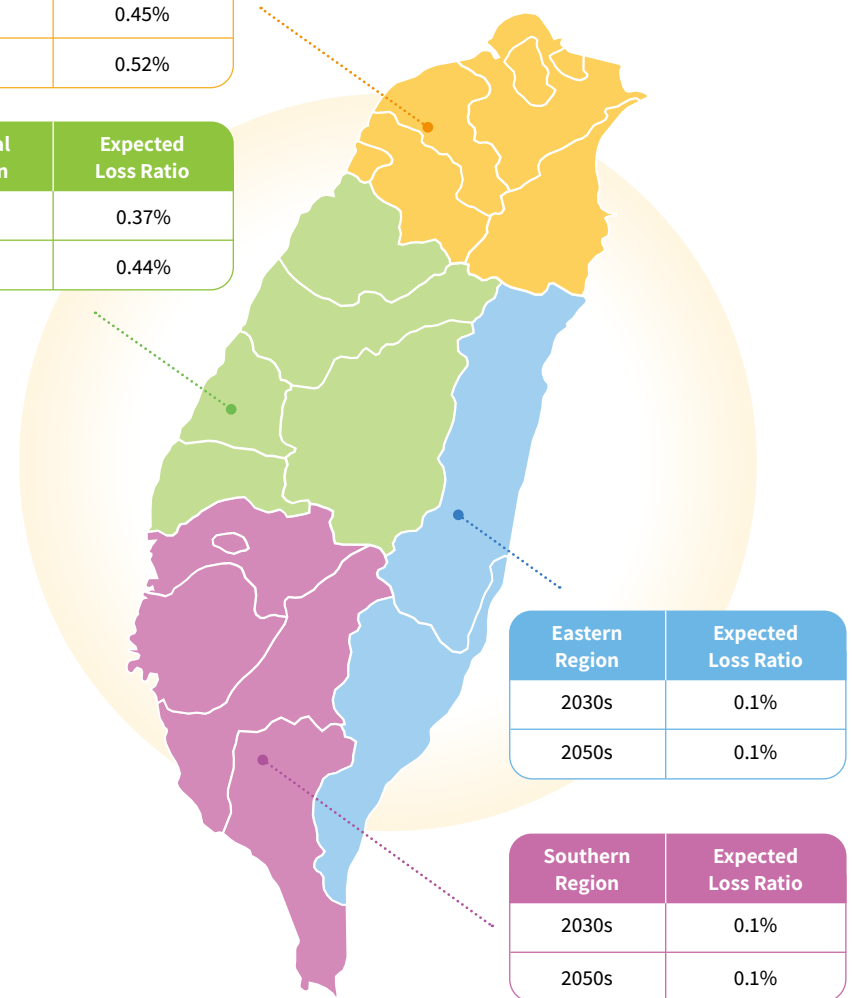 0.45%
0.52%
Expected
Loss Ratio
0.37%
0.44%
Eastern
Region
Expected
Loss Ratio
2030s
0.1%
2050s
0.1%
Southern
Region
Expected
Loss Ratio
2030s
0.1%
2050s
0.1%